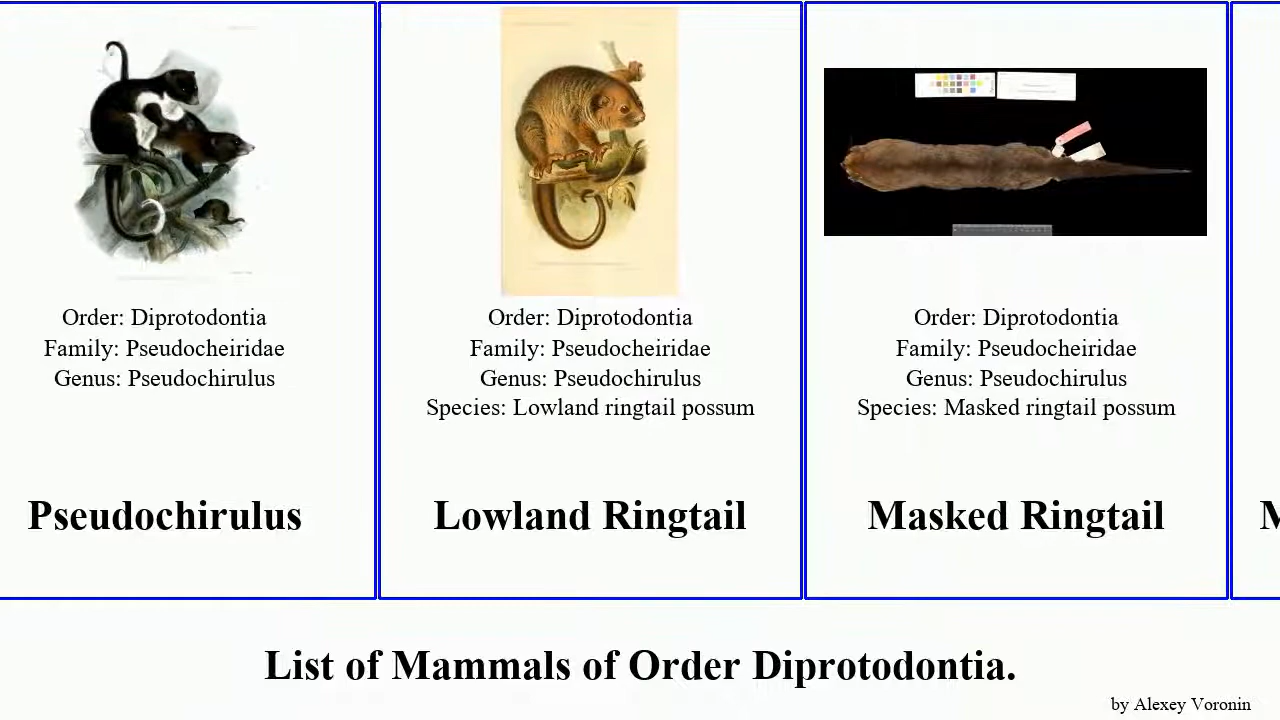 Order: Diprotodontia
Family: Pseudocheiridae
Genus: Pseudochirulus
Pseudochirulus
Order: Diprotodontia
Family: Pseudocheiridae
Genus: Pseudochirulus
Species: Lowland ringtail possum
Lowland Ringtail
Order: Diprotodontia
Family: Pseudocheiridae
Genus: Pseudochirulus
Species: Masked ringtail possum
Masked Ringtail
M
List of Mammals of Order Diprotodontia.
by Alexey Voronin